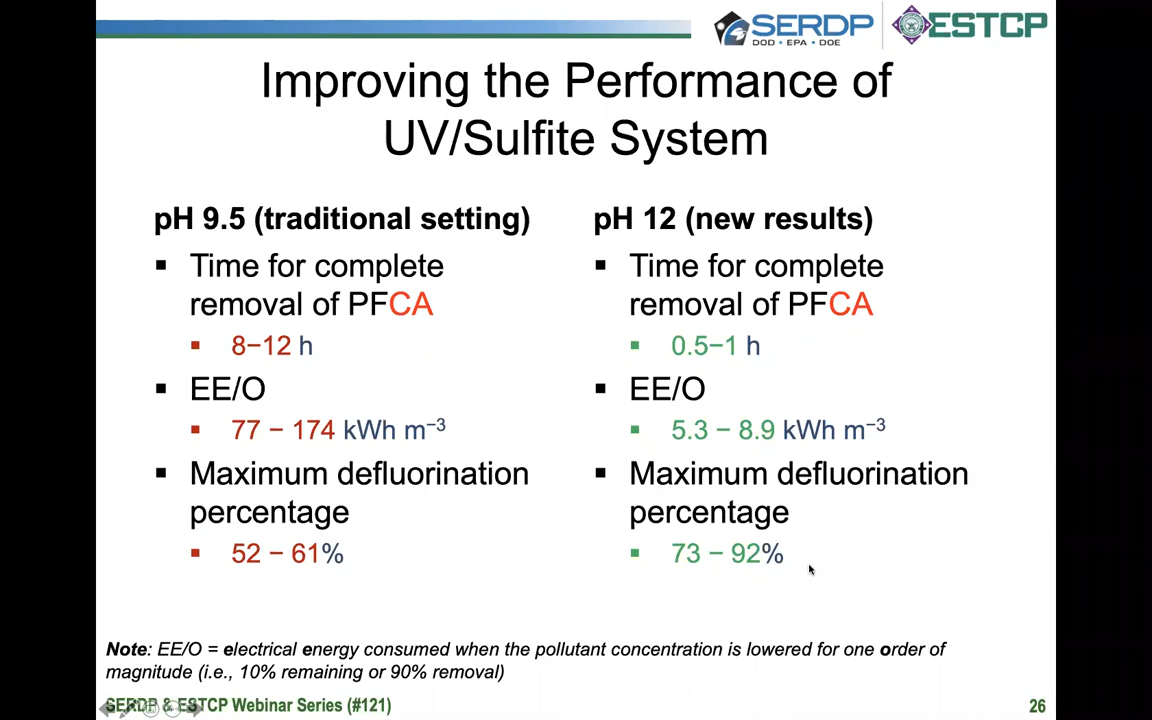 SERDP
DOD • EPA • DOE
ESTCP
Improving the Performance of
UV/Sulfite System
pH 9.5 (traditional setting)
▪ Time for complete
removal of PFCA
▪ 8−12 h
▪ EE/O
▪ 77 − 174 kWh m⁻³
▪ Maximum defluorination
percentage
▪ 52 − 61%
pH 12 (new results)
▪ Time for complete
removal of PFCA
▪ 0.5−1 h
▪ EE/O
▪ 5.3 − 8.9 kWh m⁻³
▪ Maximum defluorination
percentage
▪ 73 − 92%
Note: EE/O = electrical energy consumed when the pollutant concentration is lowered for one order of
magnitude (i.e., 10% remaining or 90% removal)
SERDP & ESTCP Webinar Series (#121)
26